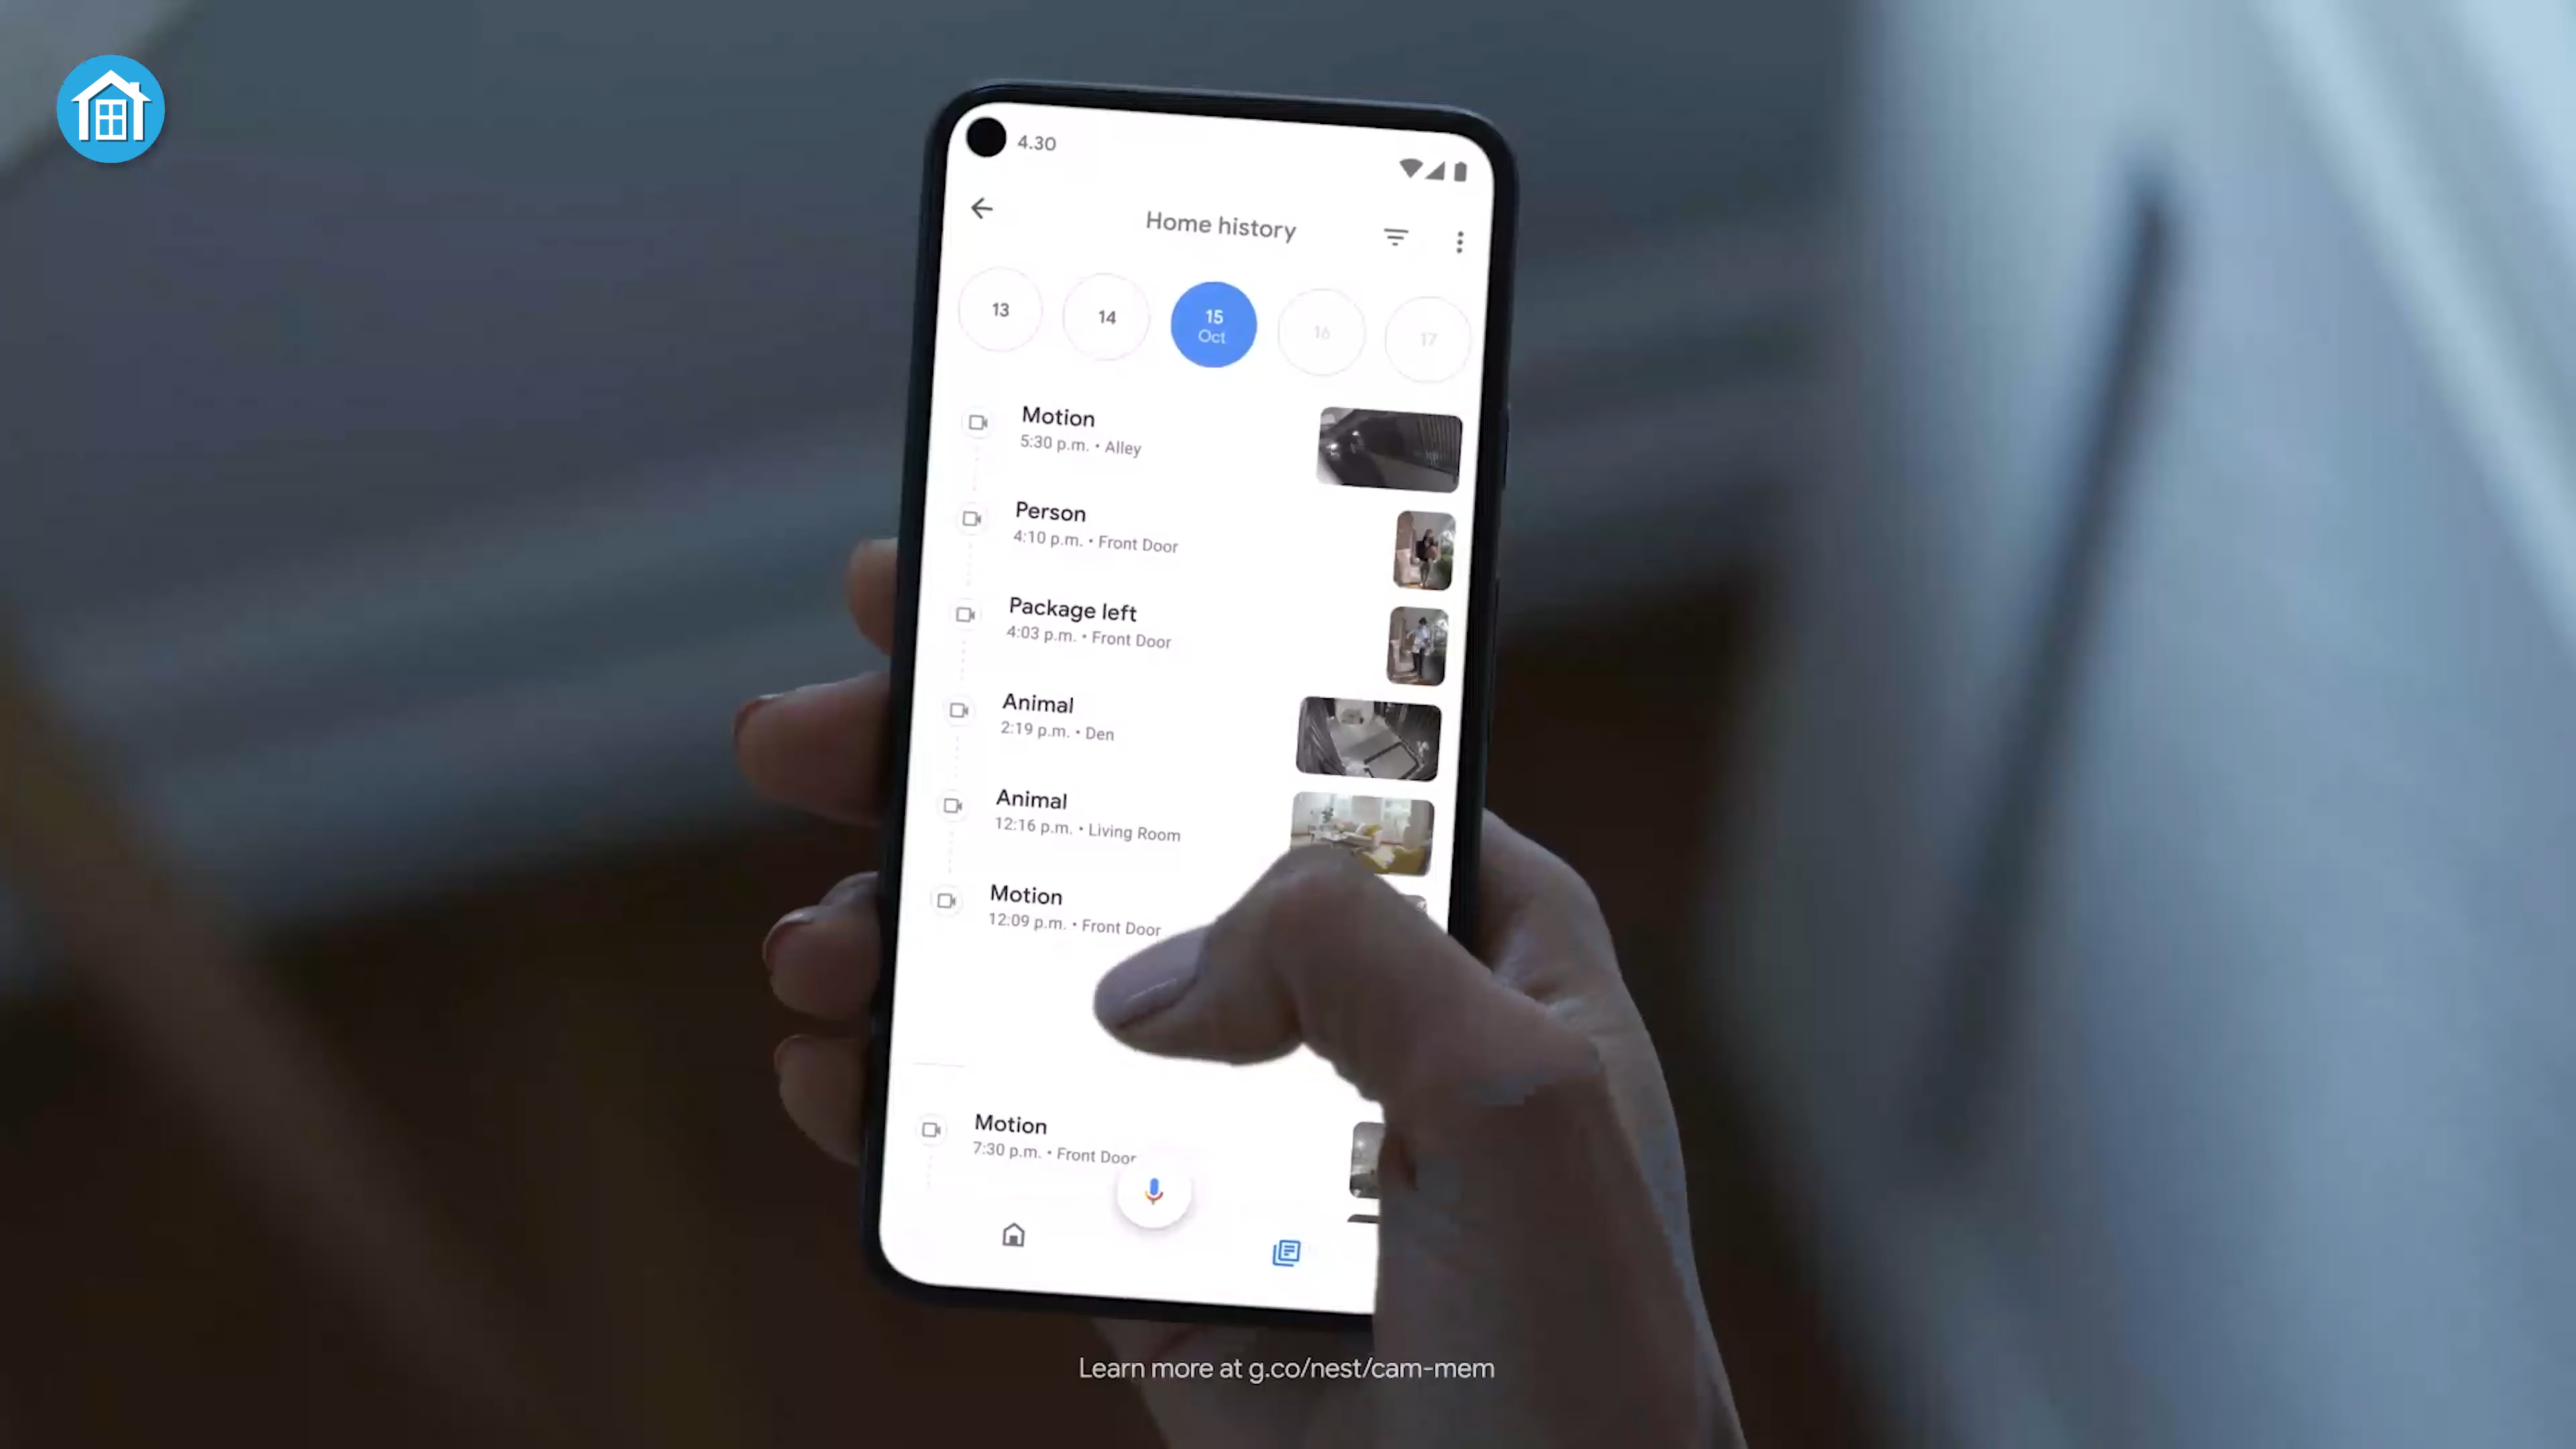 4.30
Home history
13
14
15
Oct
16
17
Motion
5:30 p.m. • Alley
Person
4:10 p.m. • Front Door
Package left
4:03 p.m. • Front Door
Animal
2:19 p.m. • Den
Animal
12:16 p.m. • Living Room
Motion
12:09 p.m. • Front Door
Motion
7:30 p.m. • Front Door
Learn more at g.co/nest/cam-mem